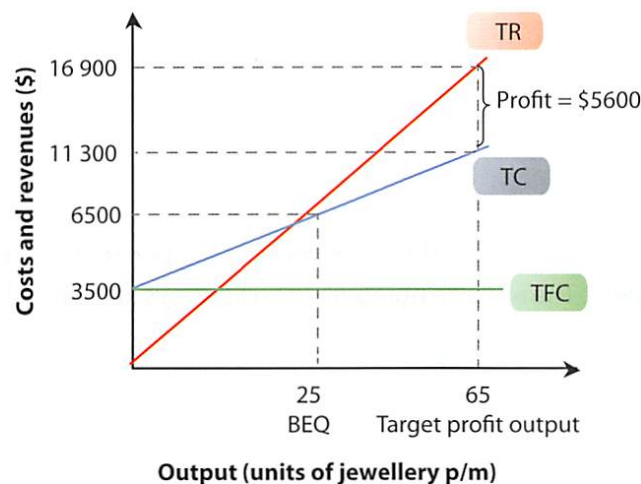 TR
16 900
Profit = $5600
11 300
TC
6500
3500
TFC
Costs and revenues ($)
25
65
BEQ
Target profit output
Output (units of jewellery p/m)